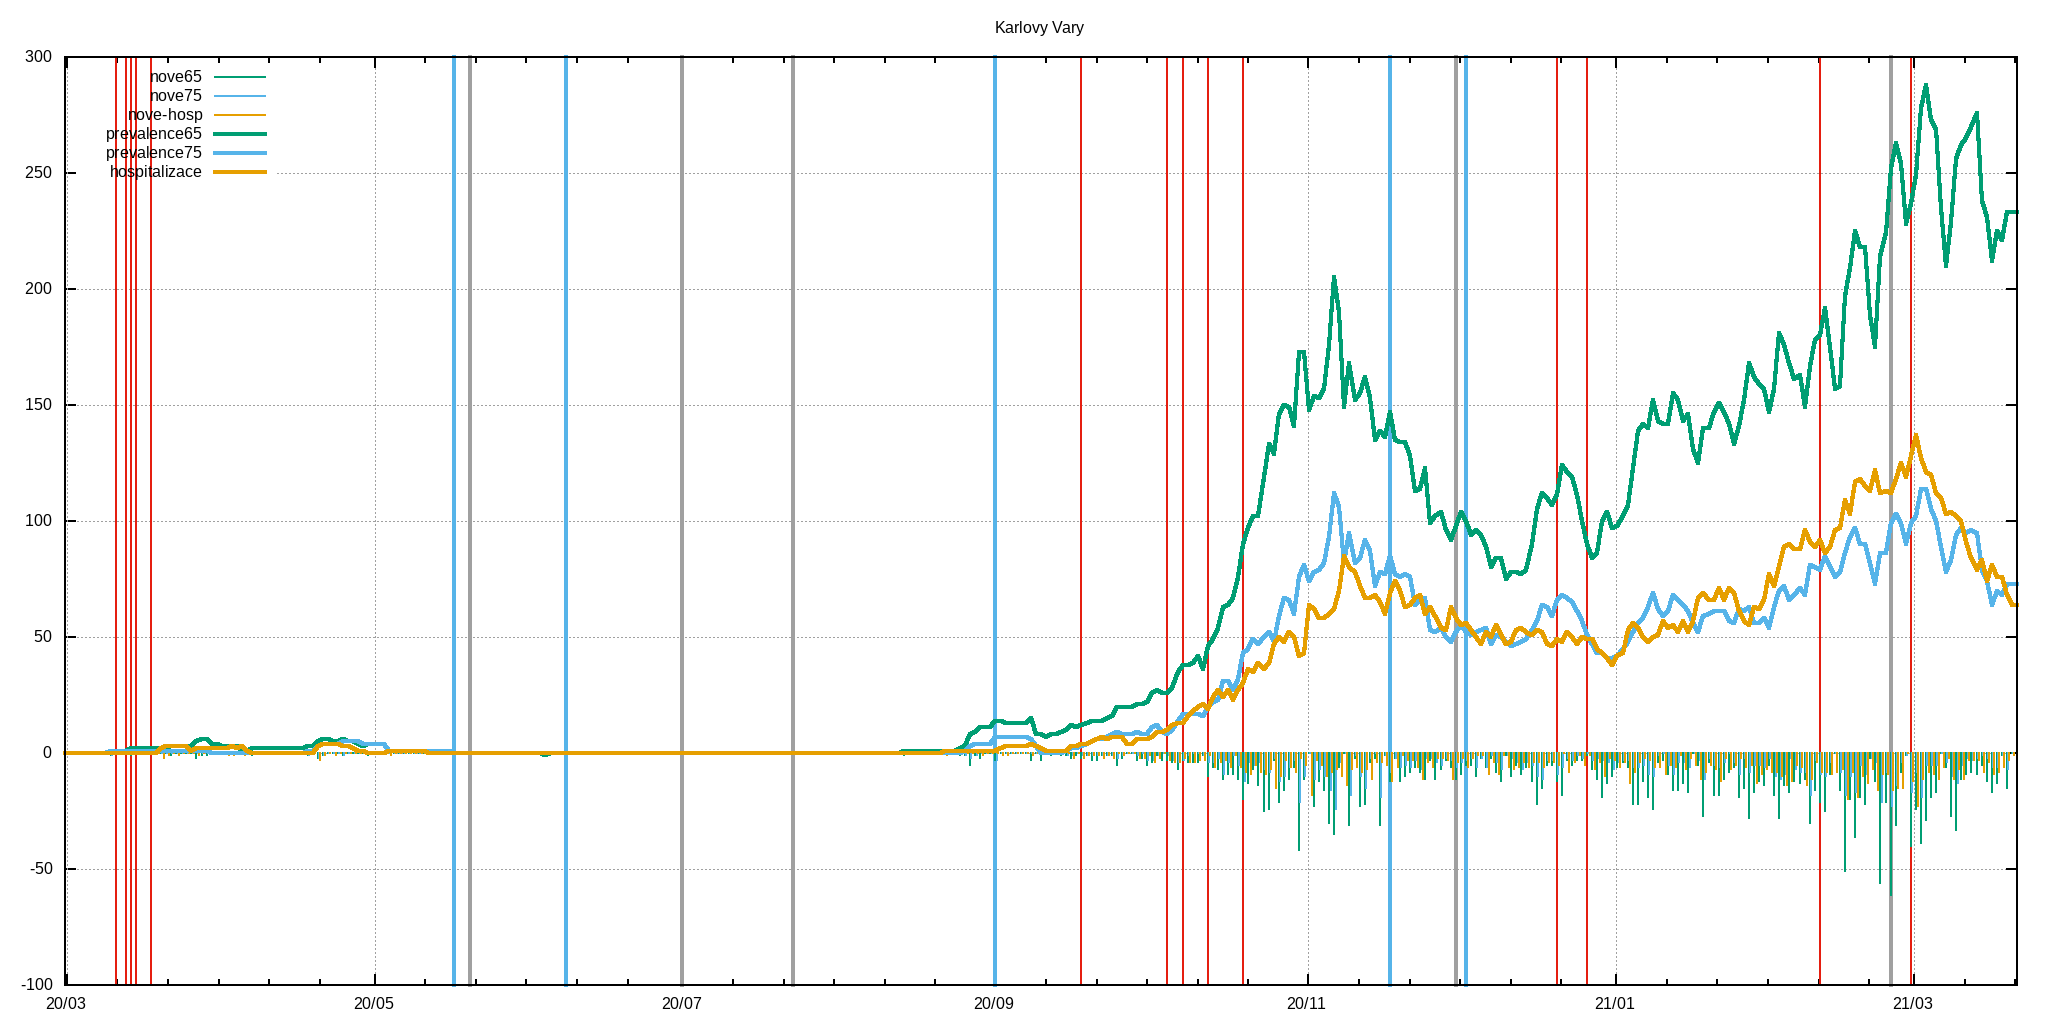 Karlovy Vary
300
nove65
nove75
nove-hosp
prevalence65
prevalence75
hospitalizace
250
200
150
100
50
0
-50
-100
20/03 20/05 20/07 20/09 20/11 21/01 21/03